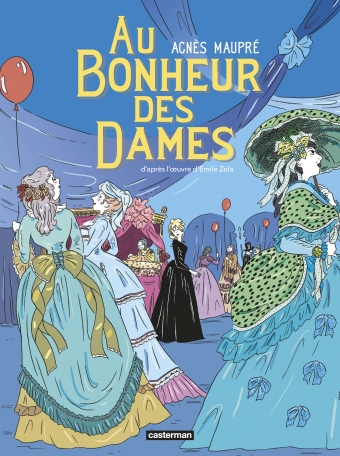 AU
AGNÈS MAUPRÉ
BONHEUR
DES
DAMES
d'après l'œuvre d'Émile Zola
casterman